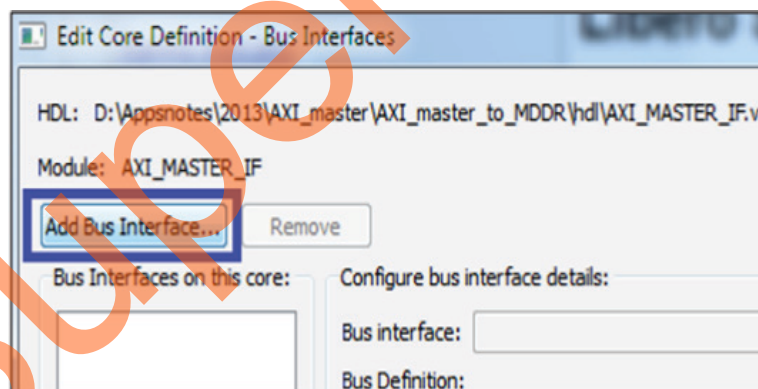 Edit Core Definition - Bus Interfaces
HDL: D:\Appsnotes\2013\AXI_master\AXI_master_to_MDDR\hdl\AXI_MASTER_IF.v
Module: AXI_MASTER_IF
Add Bus Interface... Remove
Bus Interfaces on this core: Configure bus interface details:
Bus interface:
Bus Definition: